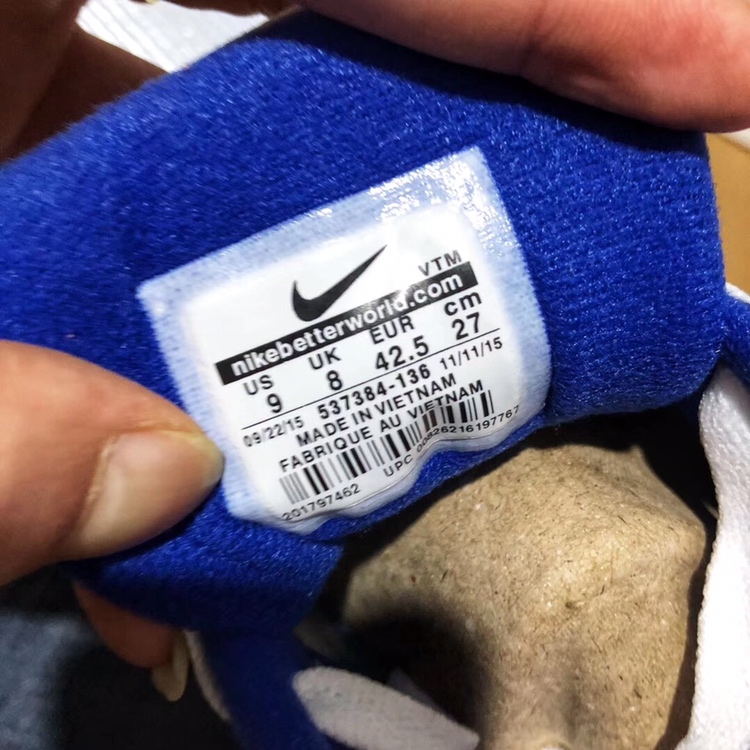 VTM
nikebetterworld.com
US UK EUR cm
9 8 42.5 27
09/22/15 537384-136 11/11/15
MADE IN VIETNAM
FABRIQUE AU VIETNAM
201797462 UPC 00826216197767